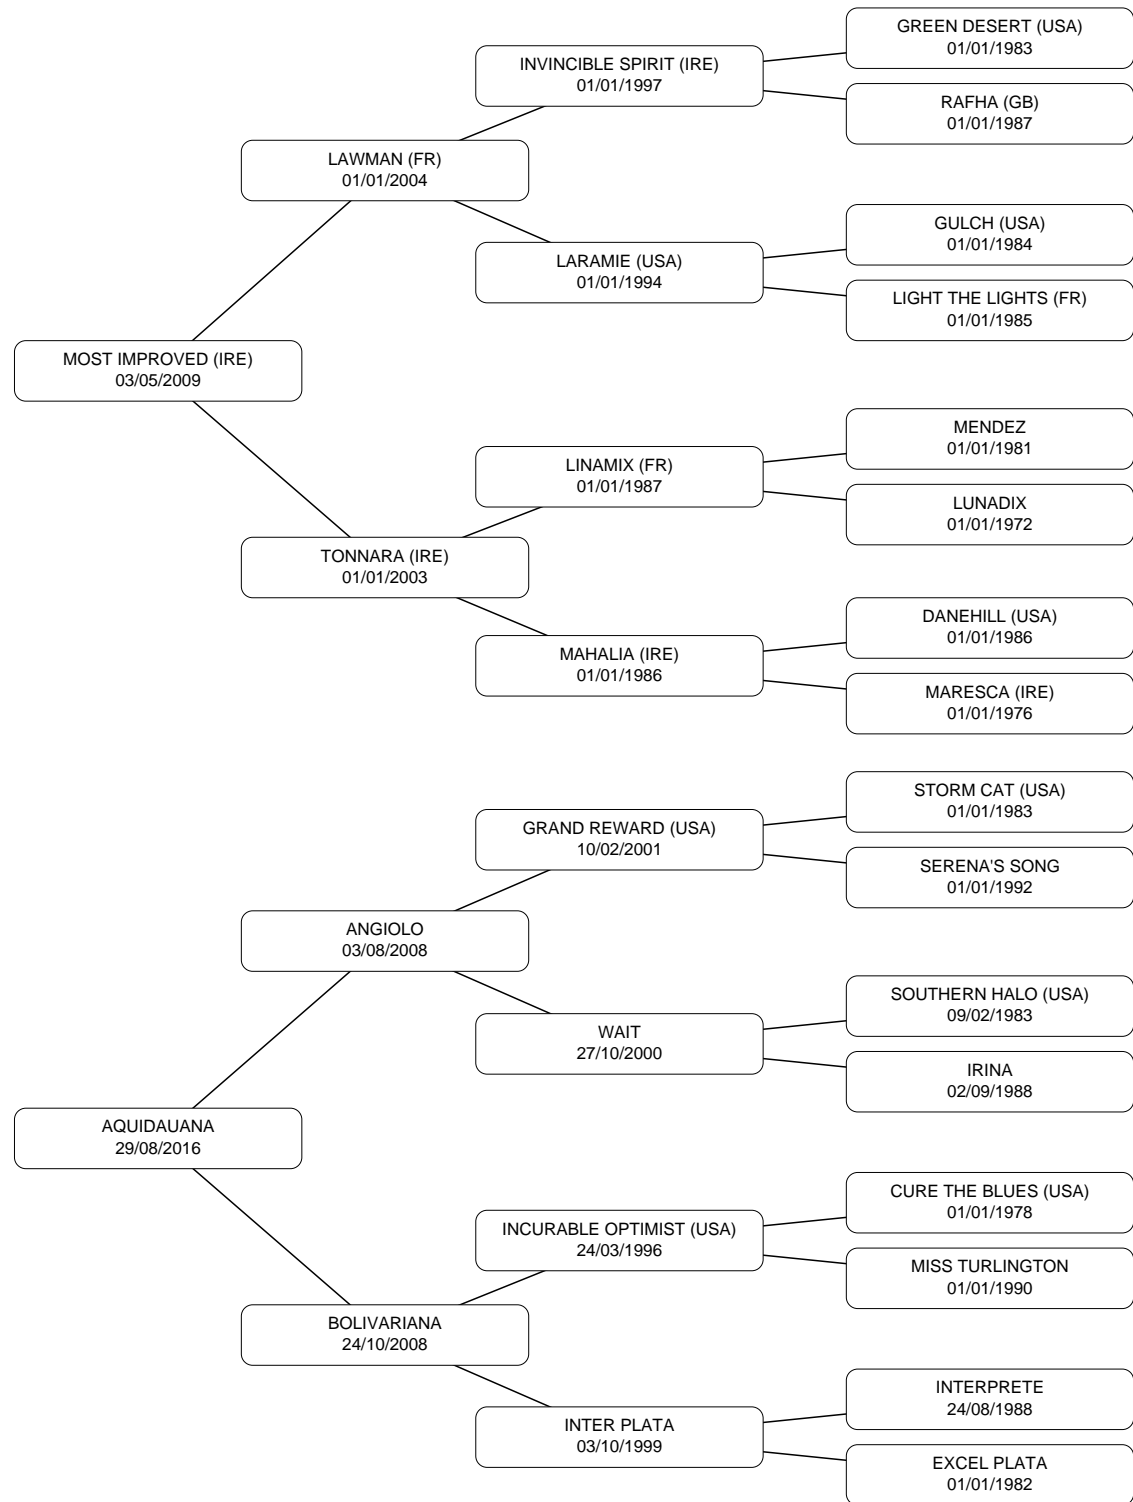 GREEN DESERT (USA)
01/01/1983
INVINCIBLE SPIRIT (IRE)
01/01/1997
RAFHA (GB)
01/01/1987
LAWMAN (FR)
01/01/2004
GULCH (USA)
01/01/1984
LARAMIE (USA)
01/01/1994
LIGHT THE LIGHTS (FR)
01/01/1985
MOST IMPROVED (IRE)
03/05/2009
MENDEZ
01/01/1981
LINAMIX (FR)
01/01/1987
LUNADIX
01/01/1972
TONNARA (IRE)
01/01/2003
DANEHILL (USA)
01/01/1986
MAHALIA (IRE)
01/01/1986
MARESCA (IRE)
01/01/1976
STORM CAT (USA)
01/01/1983
GRAND REWARD (USA)
10/02/2001
SERENA'S SONG
01/01/1992
ANGIOLO
03/08/2008
SOUTHERN HALO (USA)
09/02/1983
WAIT
27/10/2000
IRINA
02/09/1988
AQUIDAUANA
29/08/2016
CURE THE BLUES (USA)
01/01/1978
INCURABLE OPTIMIST (USA)
24/03/1996
MISS TURLINGTON
01/01/1990
BOLIVARIANA
24/10/2008
INTERPRETE
24/08/1988
INTER PLATA
03/10/1999
EXCEL PLATA
01/01/1982